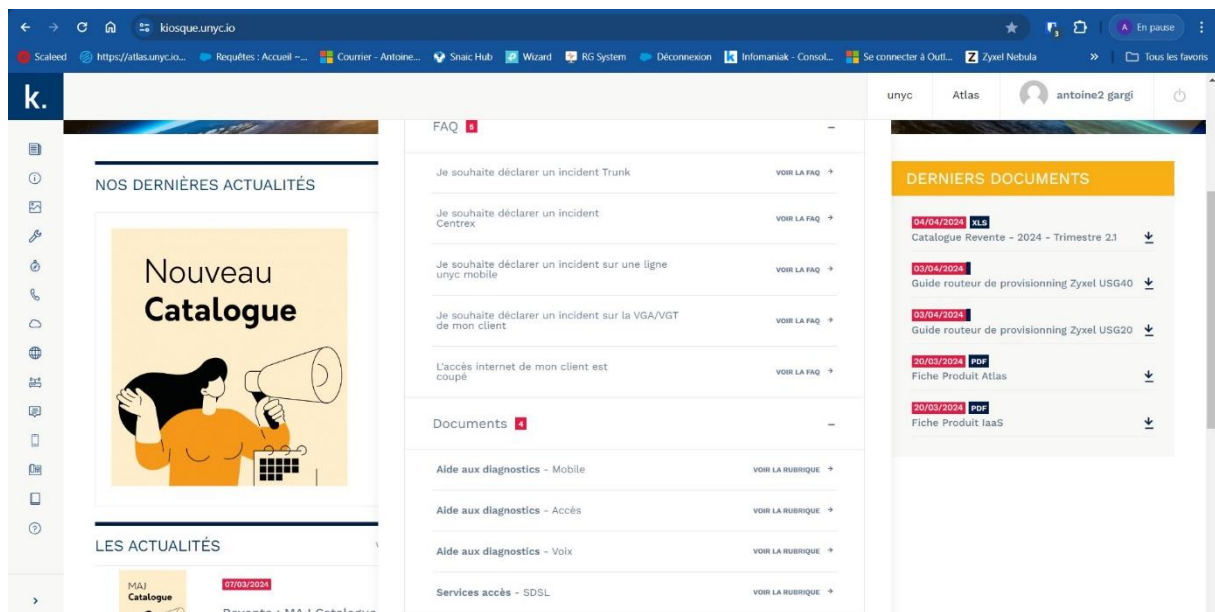 kiosque.unyc.io
En pause
Scaleed
https://atlas.unyc.io...
Requêtes : Accueil ~...
Courrier - Antoine...
Snaic Hub
Wizard
RG System
Déconnexion
Infomaniak - Consol...
Se connecter à Outl...
Zyxel Nebula
»
Tous les favoris
k.
unyc
Atlas
antoine2 gargi
NOS DERNIÈRES ACTUALITÉS
Nouveau
Catalogue
LES ACTUALITÉS
MAJ
Catalogue
07/03/2024
Revente : MAJ Catalogue
FAQ 5
Je souhaite déclarer un incident Trunk
VOIR LA FAQ
Je souhaite déclarer un incident
Centrex
VOIR LA FAQ
Je souhaite déclarer un incident sur une ligne
unyc mobile
VOIR LA FAQ
Je souhaite déclarer un incident sur la VGA/VGT
de mon client
VOIR LA FAQ
L'accès internet de mon client est
coupé
VOIR LA FAQ
Documents 4
Aide aux diagnostics - Mobile
VOIR LA RUBRIQUE
Aide aux diagnostics - Accès
VOIR LA RUBRIQUE
Aide aux diagnostics - Voix
VOIR LA RUBRIQUE
Services accès - SDSL
VOIR LA RUBRIQUE
DERNIERS DOCUMENTS
04/04/2024 XLS
Catalogue Revente - 2024 - Trimestre 2.1
03/04/2024
Guide routeur de provisionning Zyxel USG40
03/04/2024
Guide routeur de provisionning Zyxel USG20
20/03/2024 PDF
Fiche Produit Atlas
20/03/2024 PDF
Fiche Produit IaaS